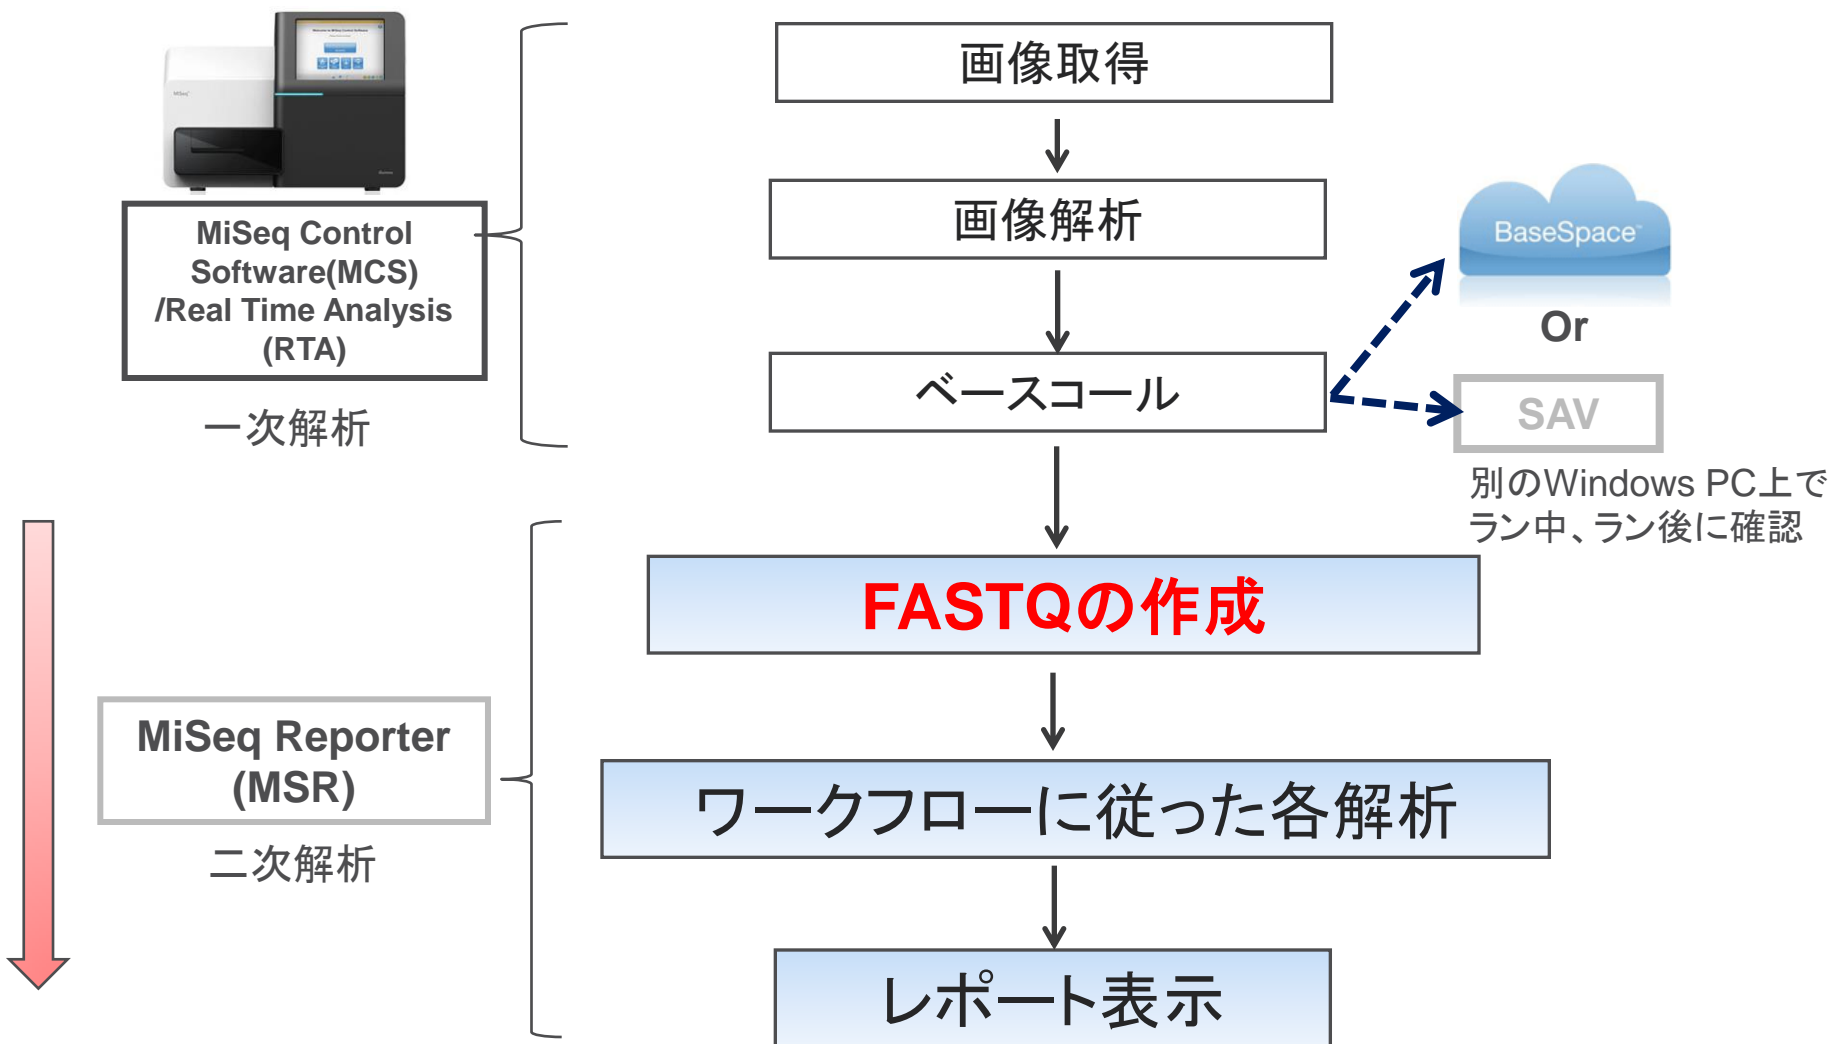 画像取得
画像解析
ベースコール
MiSeq Control
Software(MCS)
/Real Time Analysis
(RTA)
一次解析
BaseSpace™
Or
SAV
別のWindows PC上で
ラン中、ラン後に確認
FASTQの作成
MiSeq Reporter
(MSR)
二次解析
ワークフローに従った各解析
レポート表示